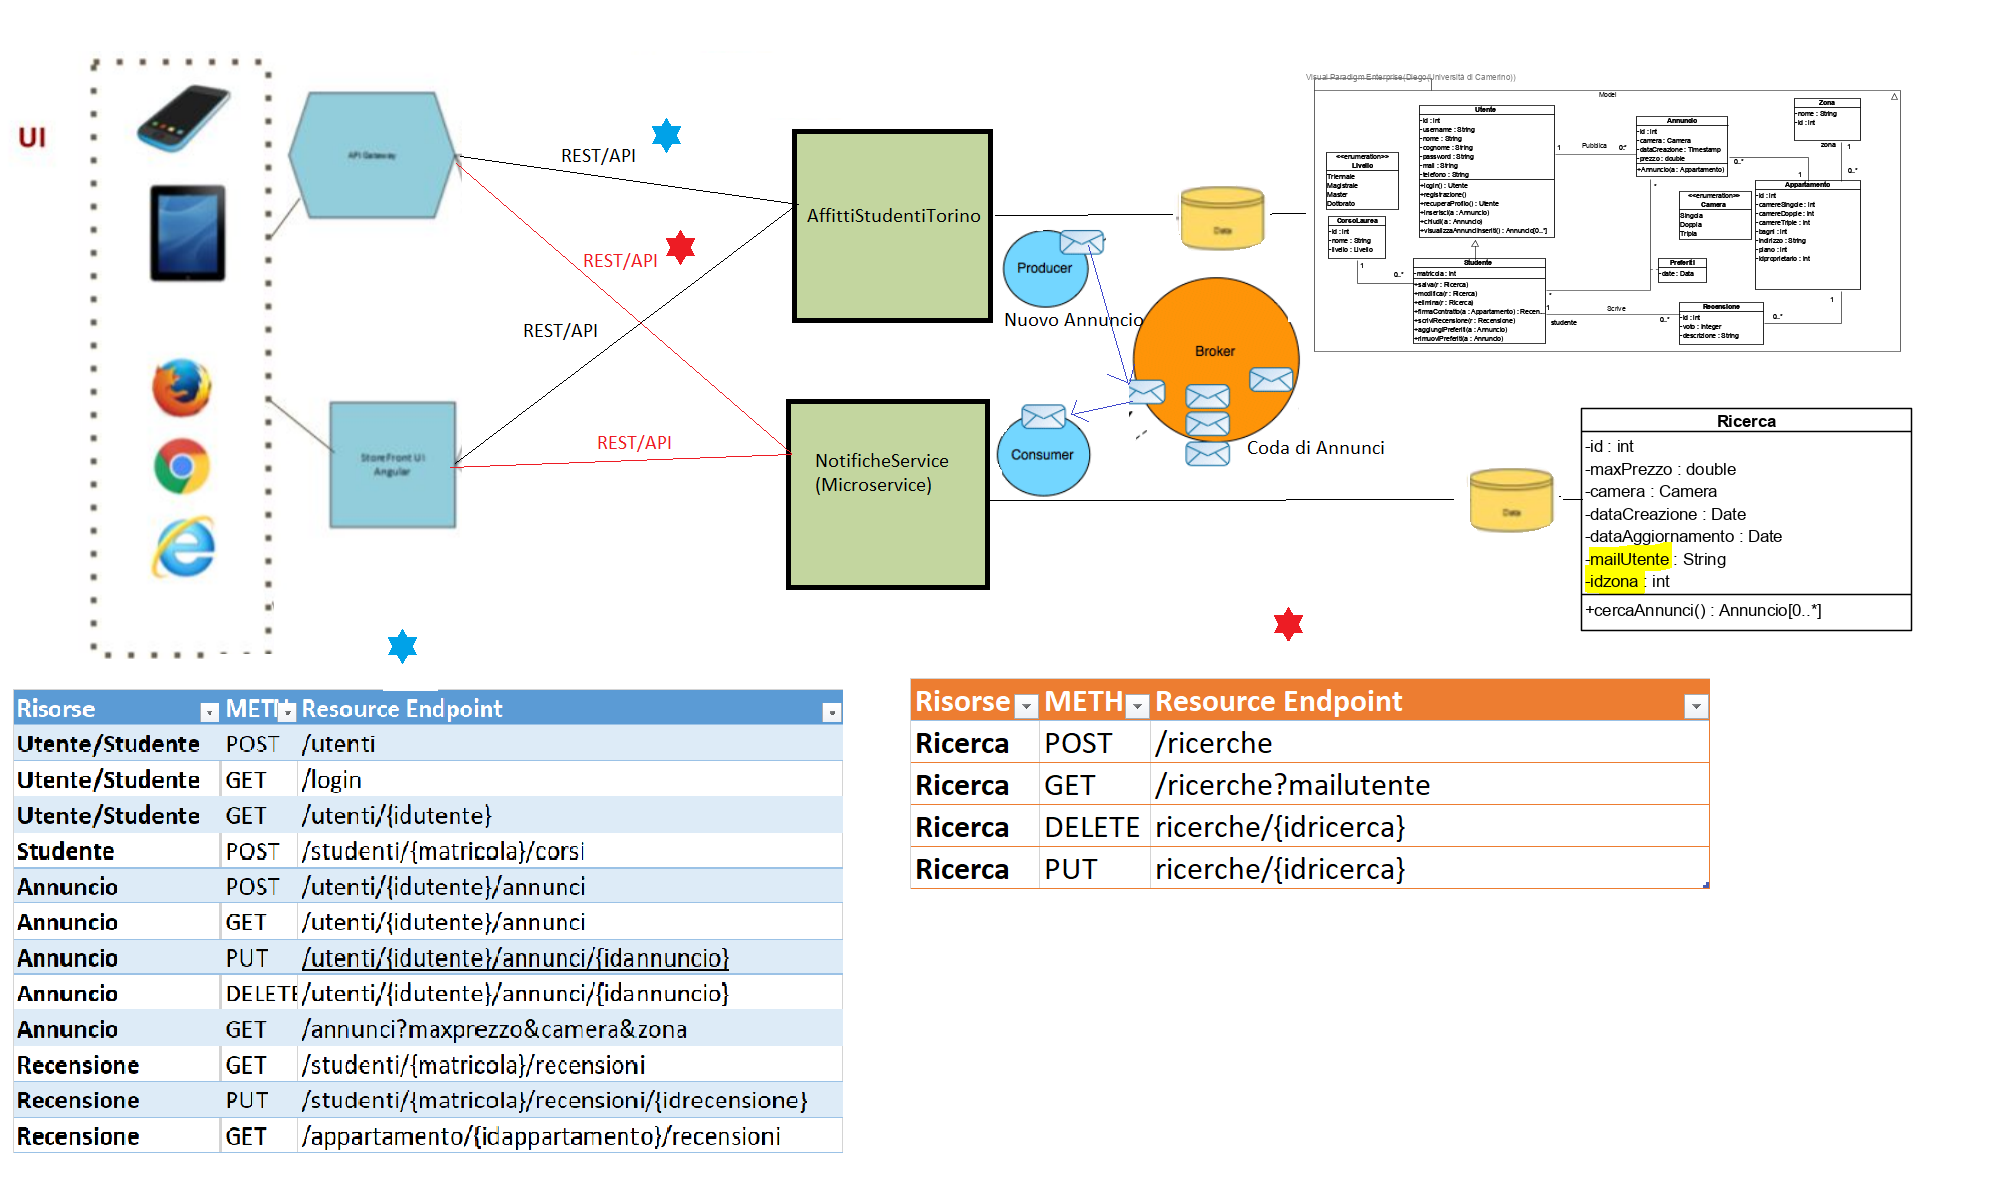 UI
API Gateway
StoreFront UI
Angular
REST/API
REST/API
REST/API
REST/API
AffittiStudentiTorino
NotificheService
(Microservice)
Data
Producer
Nuovo Annuncio
Broker
Consumer
Coda di Annunci
Data
Visual Paradigm Enterprise(Diego(Università di Camerino))
Model
Utente
-id : int
-username : String
-nome : String
-cognome : String
-password : String
-mail : String
-telefono : String
+login() : Utente
+registrazione()
+recuperaProfilo() : Utente
+inserisci(a : Annuncio)
+chiudi(a : Annuncio)
+visualizzaAnnunciInseriti() : Annuncio[0..*]
<<enumeration>>
Livello
Triennale
Magistrale
Master
Dottorato
CorsoLaurea
-id : int
-nome : String
-livello : Livello
1
0..*
Studente
-matricola : int
+salva(r : Ricerca)
+modifica(r : Ricerca)
+elimina(r : Ricerca)
+firmaContratto(a : Appartamento) : Recen...
+scriviRecensione(r : Recensione)
+aggiungiPreferiti(a : Annuncio)
+rimuoviPreferiti(a : Annuncio)
1
Pubblica
0..*
Annuncio
-id : int
-camera : Camera
-dataCreazione : Timestamp
-prezzo : double
+Annuncio(a : Appartamento)
0..*
1
Zona
-nome : String
-id : int
zona
1
0..*
<<enumeration>>
Camera
Singola
Doppia
Tripla
Appartamento
-id : int
-camereSingole : int
-camereDoppie : int
-camereTriple : int
-bagni : int
-indirizzo : String
-piano : int
-idproprietario : int
Preferiti
-date : Data
*
*
1
studente
Scrive
0..*
Recensione
-id : int
-voto : Integer
-descrizione : String
0..*
1
Ricerca
-id : int
-maxPrezzo : double
-camera : Camera
-dataCreazione : Date
-dataAggiornamento : Date
-mailUtente : String
-idzona : int
+cercaAnnunci() : Annuncio[0..*]
Risorse METH Resource Endpoint
Utente/Studente POST /utenti
Utente/Studente GET /login
Utente/Studente GET /utenti/{idutente}
Studente POST /studenti/{matricola}/corsi
Annuncio POST /utenti/{idutente}/annunci
Annuncio GET /utenti/{idutente}/annunci
Annuncio PUT /utenti/{idutente}/annunci/{idannuncio}
Annuncio DELETE /utenti/{idutente}/annunci/{idannuncio}
Annuncio GET /annunci?maxprezzo&camera&zona
Recensione GET /studenti/{matricola}/recensioni
Recensione PUT /studenti/{matricola}/recensioni/{idrecensione}
Recensione GET /appartamento/{idappartamento}/recensioni
Risorse METH Resource Endpoint
Ricerca POST /ricerche
Ricerca GET /ricerche?mailutente
Ricerca DELETE ricerche/{idricerca}
Ricerca PUT ricerche/{idricerca}